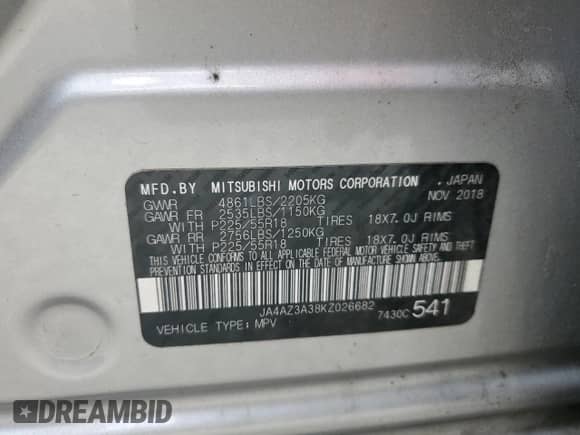 MFD.BY MITSUBISHI MOTORS CORPORATION . JAPAN
GVWR 4861LBS/2205KG NOV 2018
GAWR FR 2535LBS/1150KG
WITH P225/55R18 TIRES 18X7.0J RIMS
GAWR RR 2756LBS/1250KG
WITH P225/55R18 TIRES 18X7.0J RIMS
THIS VEHICLE CONFORMS TO ALL APPLICABLE FEDERAL MOTOR VEHICLE SAFETY AND THEFT
PREVENTION STANDARDS IN EFFECT ON THE DATE OF MANUFACTURE SHOWN ABOVE.
JA4AZ3A38KZ026682
7430C 541
VEHICLE TYPE:MPV
DREAMBID